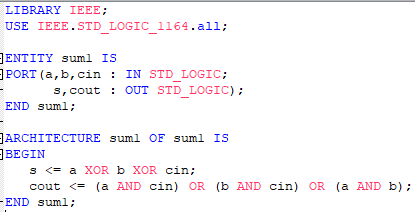 LIBRARY IEEE;
USE IEEE.STD_LOGIC_1164.all;
ENTITY sum1 IS
PORT(a,b,cin : IN STD_LOGIC;
s,cout : OUT STD_LOGIC);
END sum1;
ARCHITECTURE sum1 OF sum1 IS
BEGIN
s <= a XOR b XOR cin;
cout <= (a AND cin) OR (b AND cin) OR (a AND b);
END sum1;